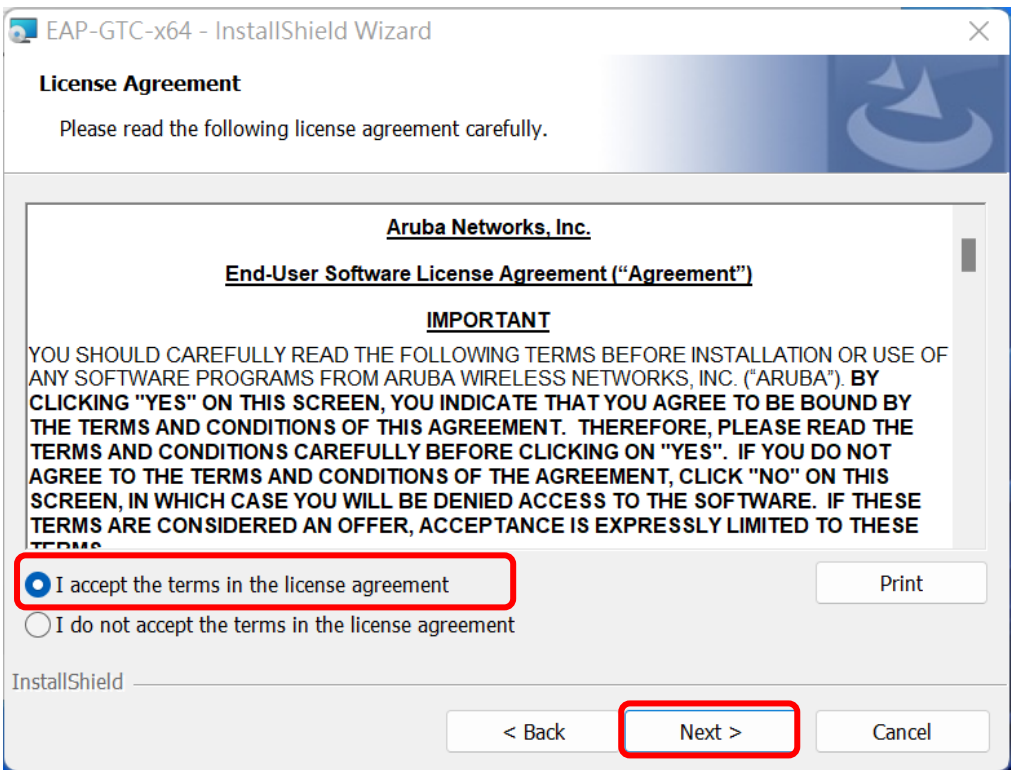 EAP-GTC-x64 - InstallShield Wizard
License Agreement
Please read the following license agreement carefully.
Aruba Networks, Inc.
End-User Software License Agreement (“Agreement”)
IMPORTANT
YOU SHOULD CAREFULLY READ THE FOLLOWING TERMS BEFORE INSTALLATION OR USE OF
ANY SOFTWARE PROGRAMS FROM ARUBA WIRELESS NETWORKS, INC. (“ARUBA”). BY
CLICKING "YES" ON THIS SCREEN, YOU INDICATE THAT YOU AGREE TO BE BOUND BY
THE TERMS AND CONDITIONS OF THIS AGREEMENT.  THEREFORE, PLEASE READ THE
TERMS AND CONDITIONS CAREFULLY BEFORE CLICKING ON "YES".  IF YOU DO NOT
AGREE TO THE TERMS AND CONDITIONS OF THE AGREEMENT, CLICK "NO" ON THIS
SCREEN, IN WHICH CASE YOU WILL BE DENIED ACCESS TO THE SOFTWARE.  IF THESE
TERMS ARE CONSIDERED AN OFFER, ACCEPTANCE IS EXPRESSLY LIMITED TO THESE
TERMS
I accept the terms in the license agreement
Print
I do not accept the terms in the license agreement
InstallShield
< Back
Next >
Cancel